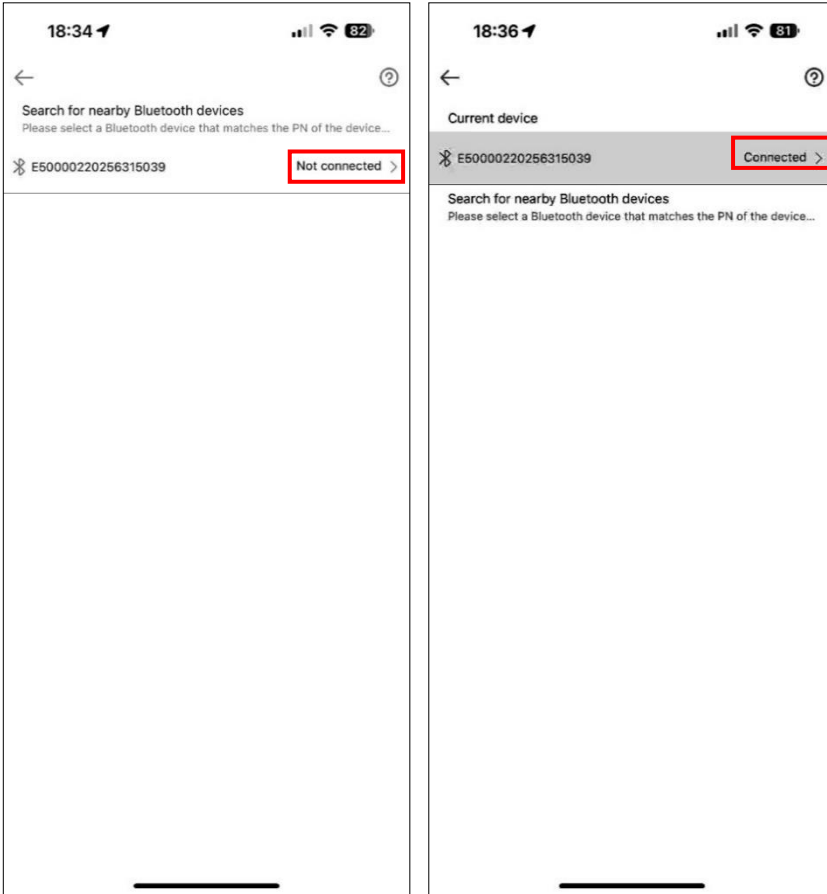 18:34 82
Search for nearby Bluetooth devices
Please select a Bluetooth device that matches the PN of the device...
E50000220256315039 Not connected
18:36 81
Current device
E50000220256315039 Connected
Search for nearby Bluetooth devices
Please select a Bluetooth device that matches the PN of the device...